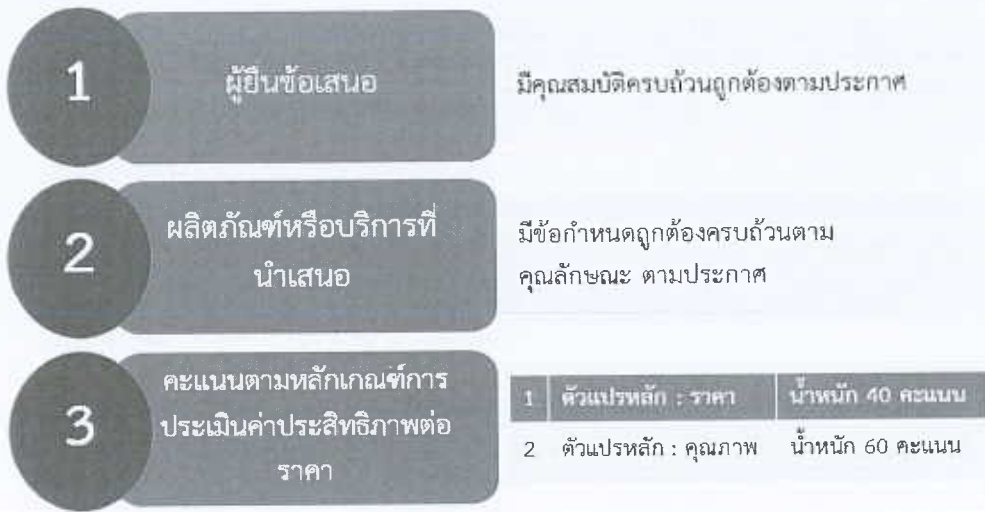 1
ผู้ยื่นข้อเสนอ
มีคุณสมบัติครบถ้วนถูกต้องตามประกาศ
2
ผลิตภัณฑ์หรือบริการที่
นำเสนอ
มีข้อกำหนดถูกต้องครบถ้วนตาม
คุณลักษณะ ตามประกาศ
3
คะแนนตามหลักเกณฑ์การ
ประเมินค่าประสิทธิภาพต่อ
ราคา
1 ตัวแปรหลัก : ราคา น้ำหนัก 40 คะแนน
2 ตัวแปรหลัก : คุณภาพ น้ำหนัก 60 คะแนน